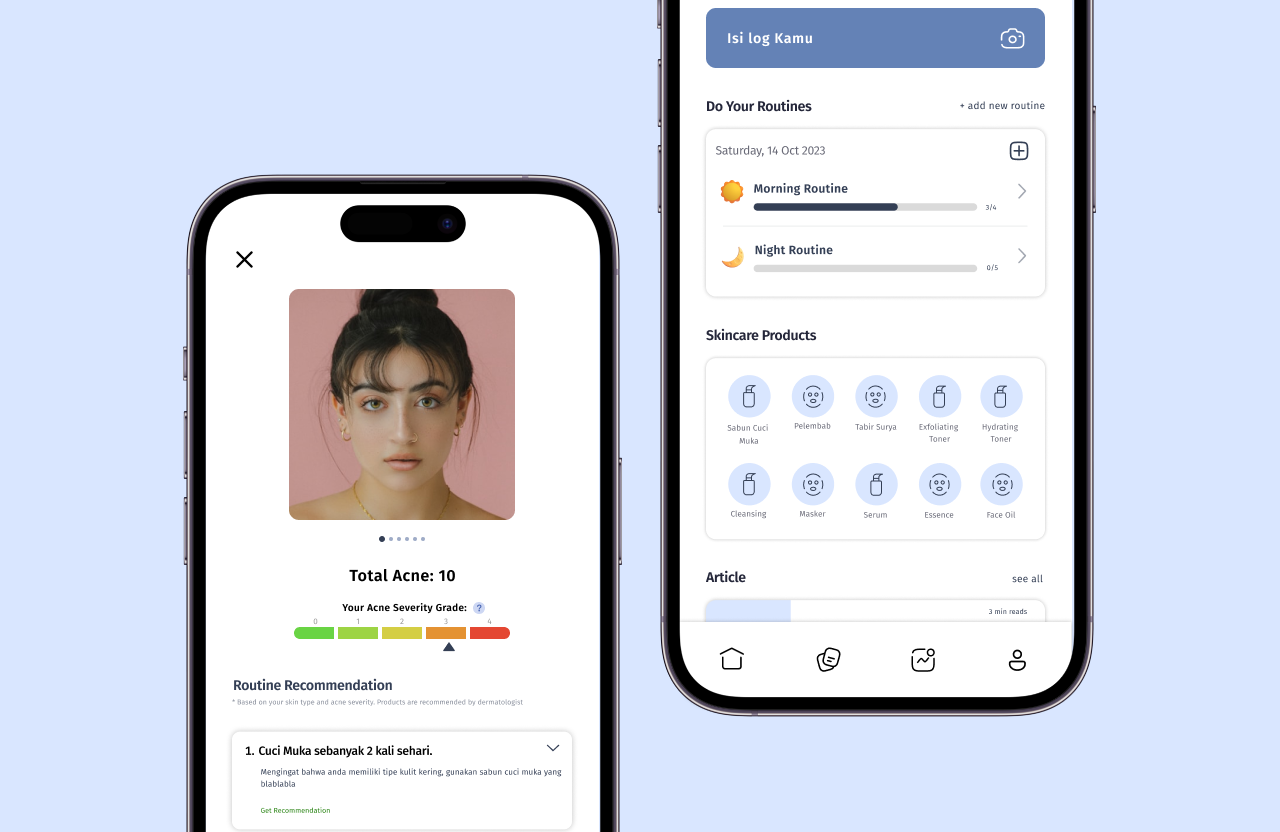 Isi log Kamu
Do Your Routines
+ add new routine
Saturday, 14 Oct 2023
Morning Routine
3/4
Night Routine
0/5
Skincare Products
Sabun Cuci
Muka
Pelembab
Tabir Surya
Exfoliating
Toner
Hydrating
Toner
Cleansing
Masker
Serum
Essence
Face Oil
Article
see all
3 min reads
Total Acne: 10
Your Acne Severity Grade: ?
0 1 2 3 4
Routine Recommendation
* Based on your skin type and acne severity. Products are recommended by dermatologist
1. Cuci Muka sebanyak 2 kali sehari.
Mengingat bahwa anda memiliki tipe kulit kering, gunakan sabun cuci muka yang
blablabla
Get Recommendation